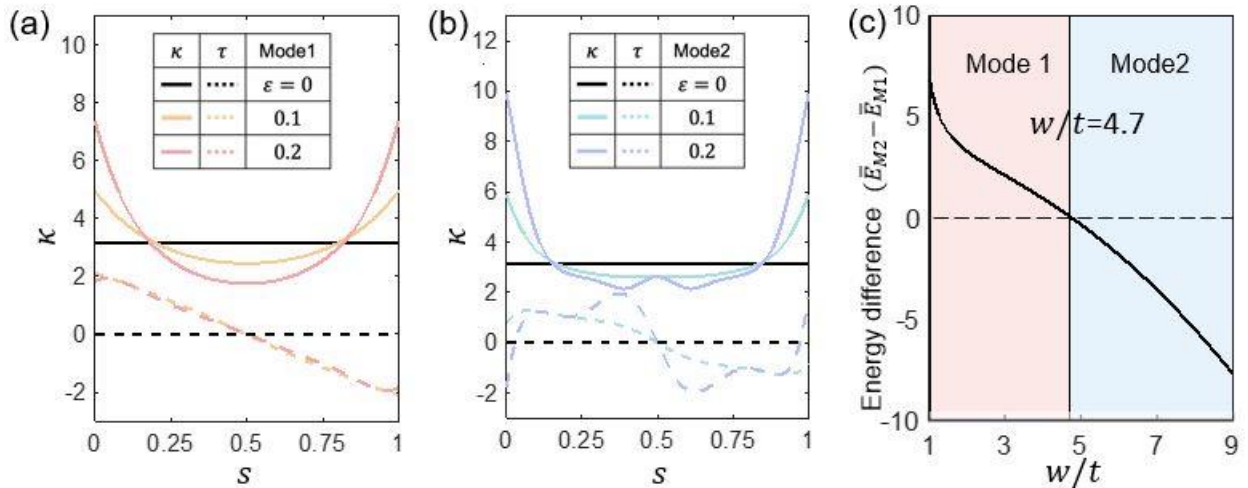 (a)
κ τ Mode1
ε = 0
0.1
0.2
10
8
6
4
2
0
-2
κ
0 0.25 0.5 0.75 1
s
(b)
κ τ Mode2
ε = 0
0.1
0.2
12
10
8
6
4
2
0
-2
κ
0 0.25 0.5 0.75 1
s
(c)
Mode 1 Mode2
w/t=4.7
10
5
0
-5
-10
Energy difference (E̅_M2 − E̅_M1)
1 3 5 7 9
w/t